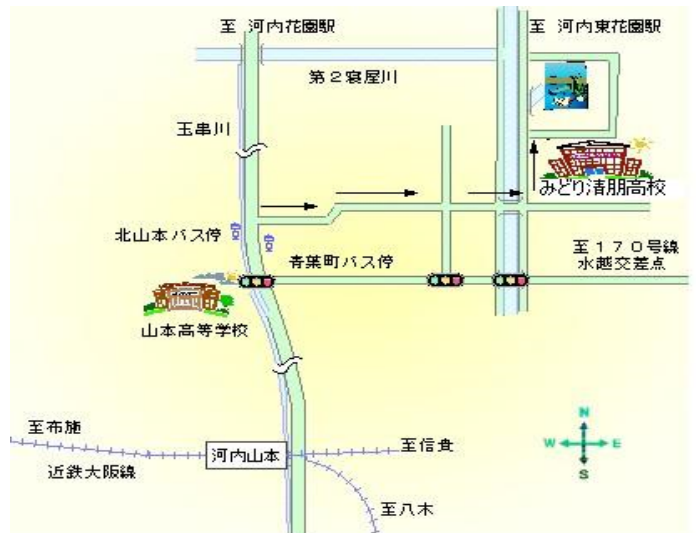 至 河内花園駅
至 河内東花園駅
第２寝屋川
玉串川
みどり清朋高校
北山本バス停
青葉町バス停
至１７０号線
水越交差点
山本高等学校
N
W
E
S
至布施
河内山本
至信貴
近鉄大阪線
至八木